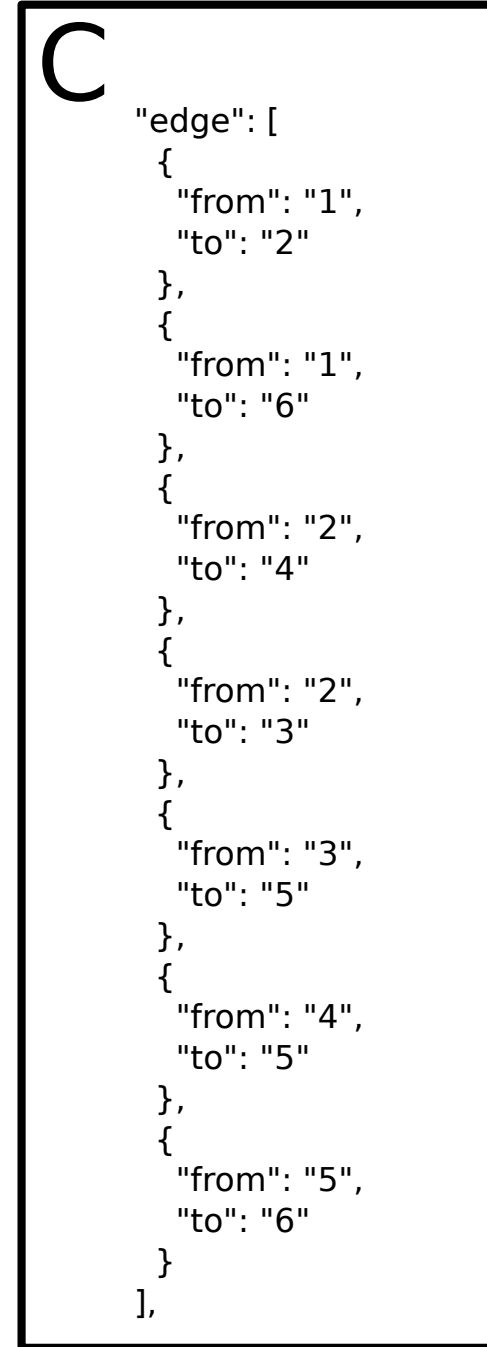 C
"edge": [
{
"from": "1",
"to": "2"
},
{
"from": "1",
"to": "6"
},
{
"from": "2",
"to": "4"
},
{
"from": "2",
"to": "3"
},
{
"from": "3",
"to": "5"
},
{
"from": "4",
"to": "5"
},
{
"from": "5",
"to": "6"
}
],